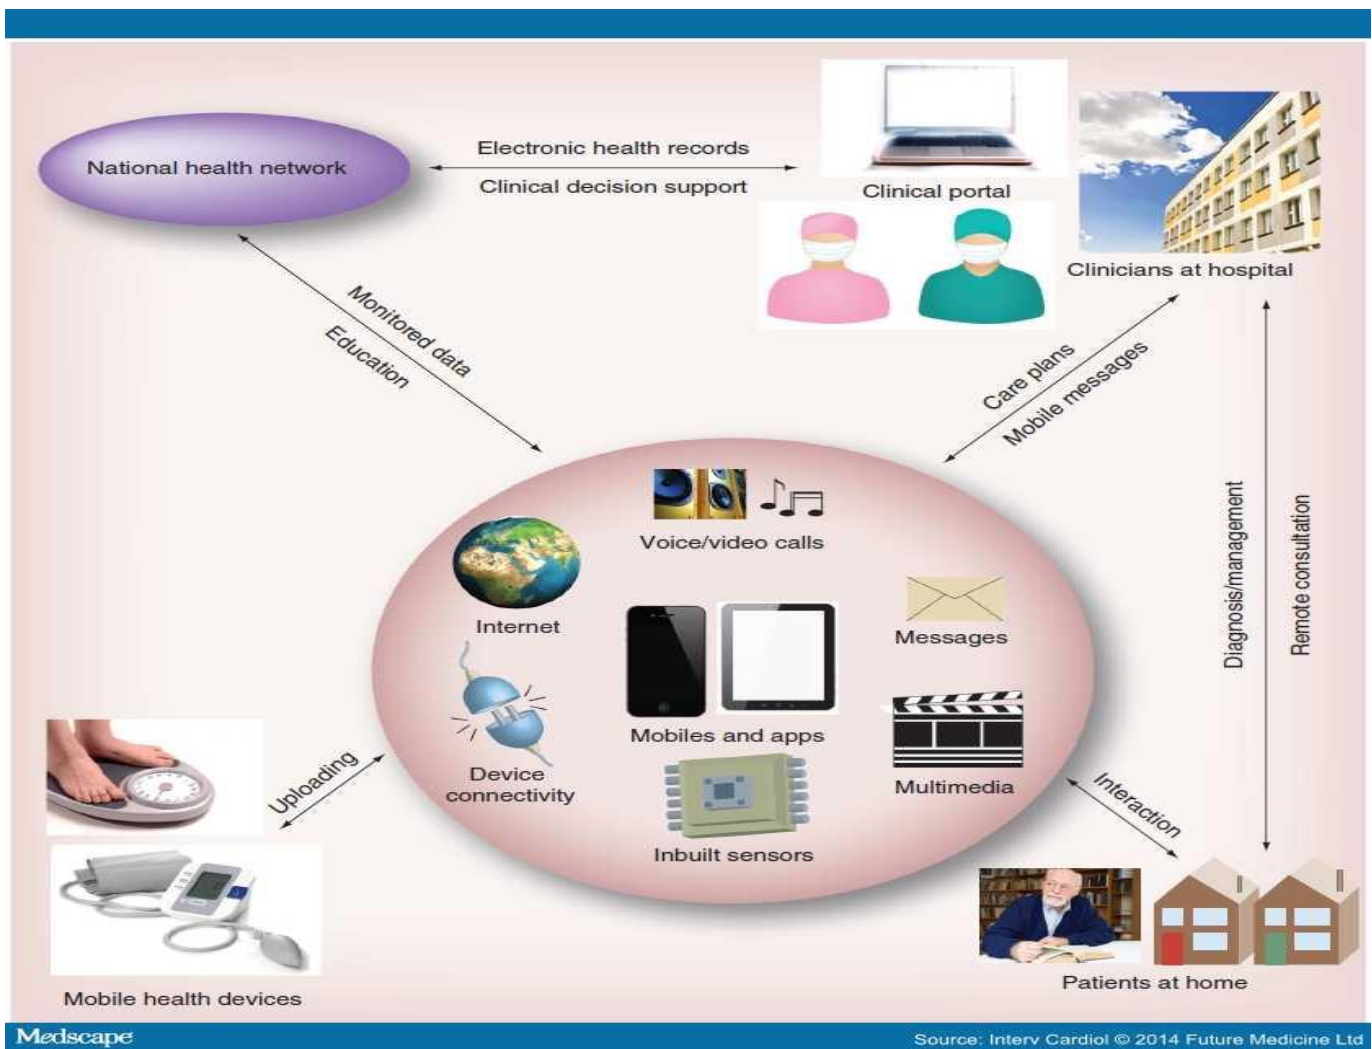 National health network
Electronic health records
Clinical decision support
Clinical portal
Clinicians at hospital
Monitored data
Education
Care plans
Mobile messages
Diagnosis/management
Remote consultation
Voice/video calls
Internet
Messages
Mobiles and apps
Device
connectivity
Multimedia
Inbuilt sensors
Uploading
Interaction
Mobile health devices
Patients at home
Medscape
Source: Interv Cardiol © 2014 Future Medicine Ltd